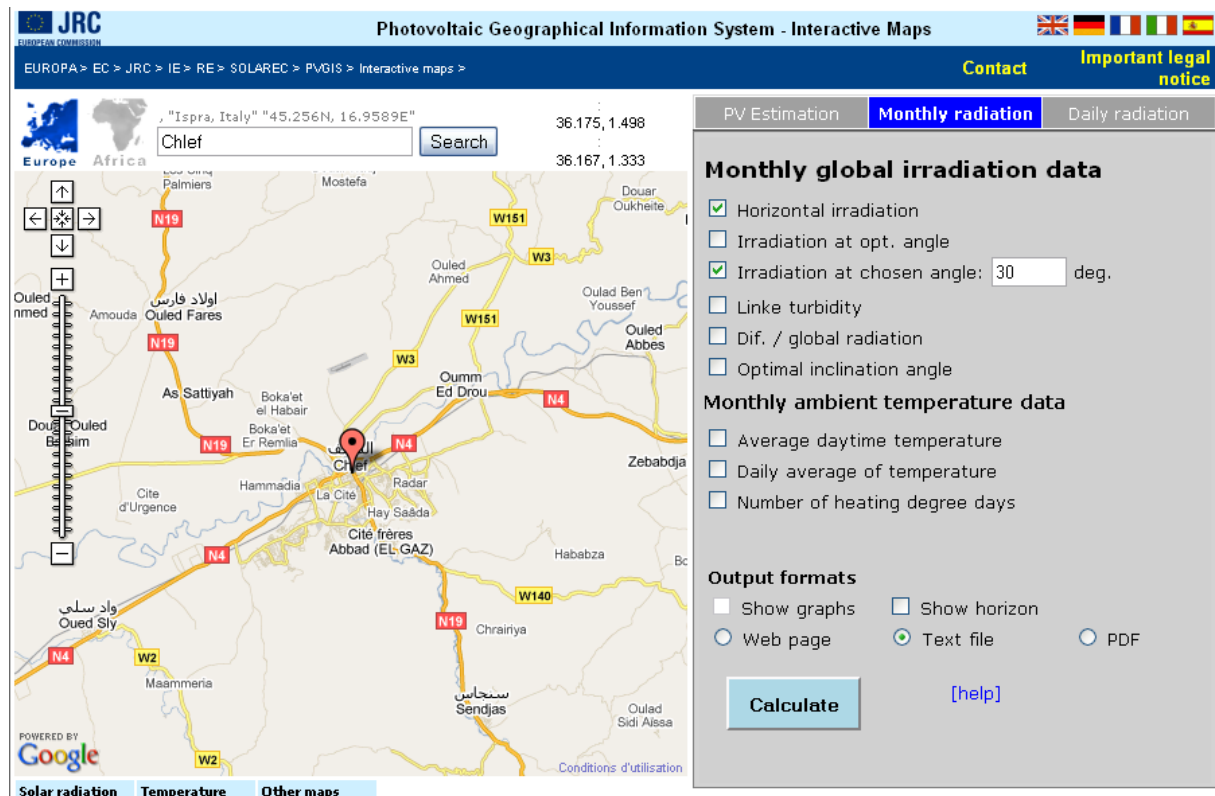 JRC
EUROPEAN COMMISSION
Photovoltaic Geographical Information System - Interactive Maps
EUROPA > EC > JRC > IE > RE > SOLAREC > PVGIS > Interactive maps >
Contact
Important legal
notice
Europe
Africa
, "Ispra, Italy" "45.256N, 16.9589E"
Chlef
Search
:
36.175, 1.498
:
36.167, 1.333
PV Estimation
Monthly radiation
Daily radiation
Monthly global irradiation data
Horizontal irradiation
Irradiation at opt. angle
Irradiation at chosen angle: 30 deg.
Linke turbidity
Dif. / global radiation
Optimal inclination angle
Monthly ambient temperature data
Average daytime temperature
Daily average of temperature
Number of heating degree days
Output formats
Show graphs
Show horizon
Web page
Text file
PDF
Calculate
[help]
Palmiers
Mostefa
Douar
Oukheite
N19
W151
W3
Ouled
Ahmed
Oulad Ben
Youssef
Ouled
اولاد فارس
Amouda
Ouled Fares
W151
Ouled
Abbes
N19
W3
Oumm
Ed Drou
N4
As Sattiyah
Boka'et
el Habair
Boka'et
Er Remlia
N19
N4
Chlef
Zebabdja
Hammadia
La Cité
Radar
Cite
d'Urgence
Hay Saâda
Cité frères
Abbad (EL GAZ)
N4
Hababza
W140
واد سلي
Oued Sly
N19
Chrairiya
N4
W2
Maammeria
سنجاس
Sendjas
Oulad
Sidi Aïssa
POWERED BY
Google
W2
Conditions d'utilisation
Solar radiation
Temperature
Other maps